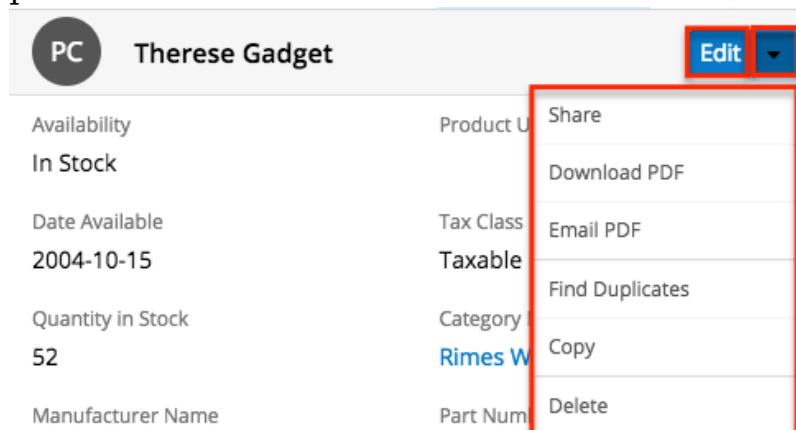 PC Therese Gadget Edit
Availability Product U Share
In Stock
Download PDF
Date Available Tax Class Email PDF
2004-10-15 Taxable
Find Duplicates
Quantity in Stock Category
52 Rimes W Copy
Manufacturer Name Part Num Delete